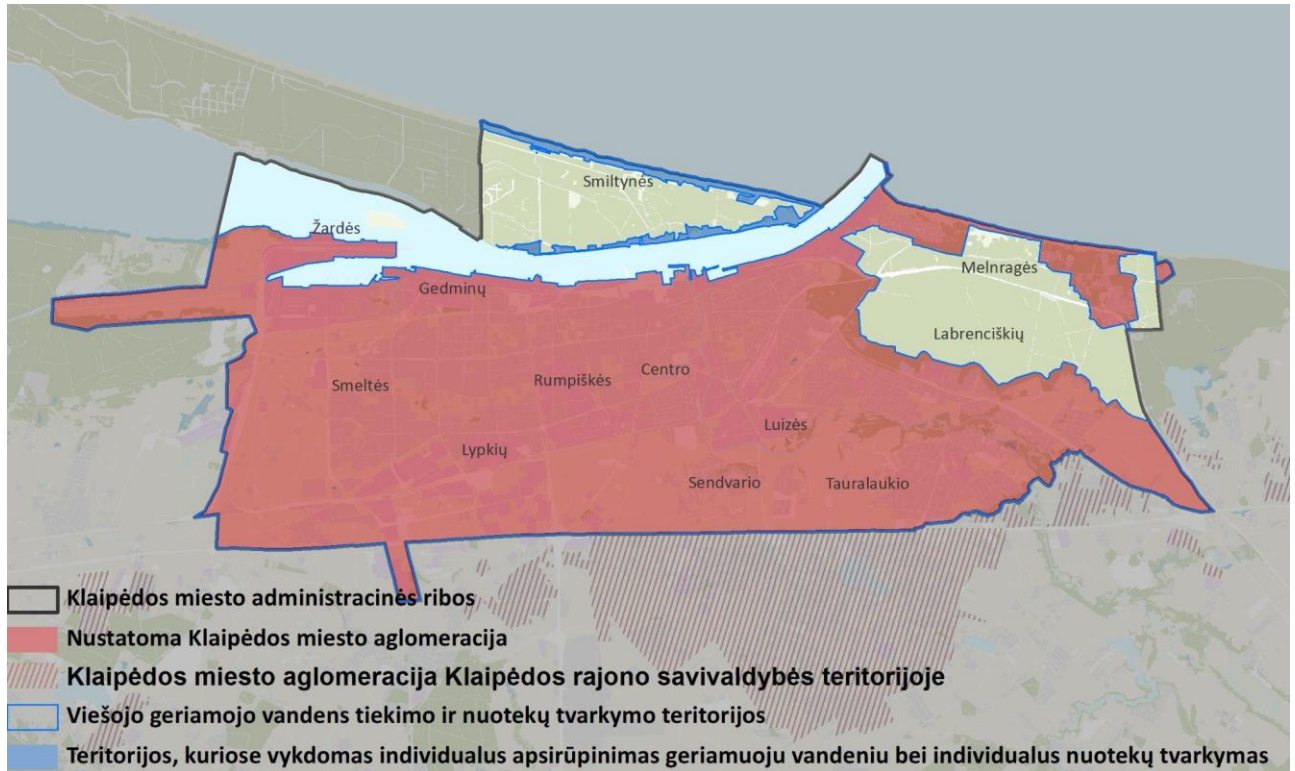 Smiltynės
Žardės
Melnragės
Gedminų
Labrenciškių
Centro
Smeltės
Rumpiškės
Luizės
Lypkių
Sendvario
Tauralaukio
Klaipėdos miesto administracinės ribos
Nustatoma Klaipėdos miesto aglomeracija
Klaipėdos miesto aglomeracija Klaipėdos rajono savivaldybės teritorijoje
Viešojo geriamojo vandens tiekimo ir nuotekų tvarkymo teritorijos
Teritorijos, kuriose vykdomas individualus apsirūpinimas geriamuoju vandeniu bei individualus nuotekų tvarkymas